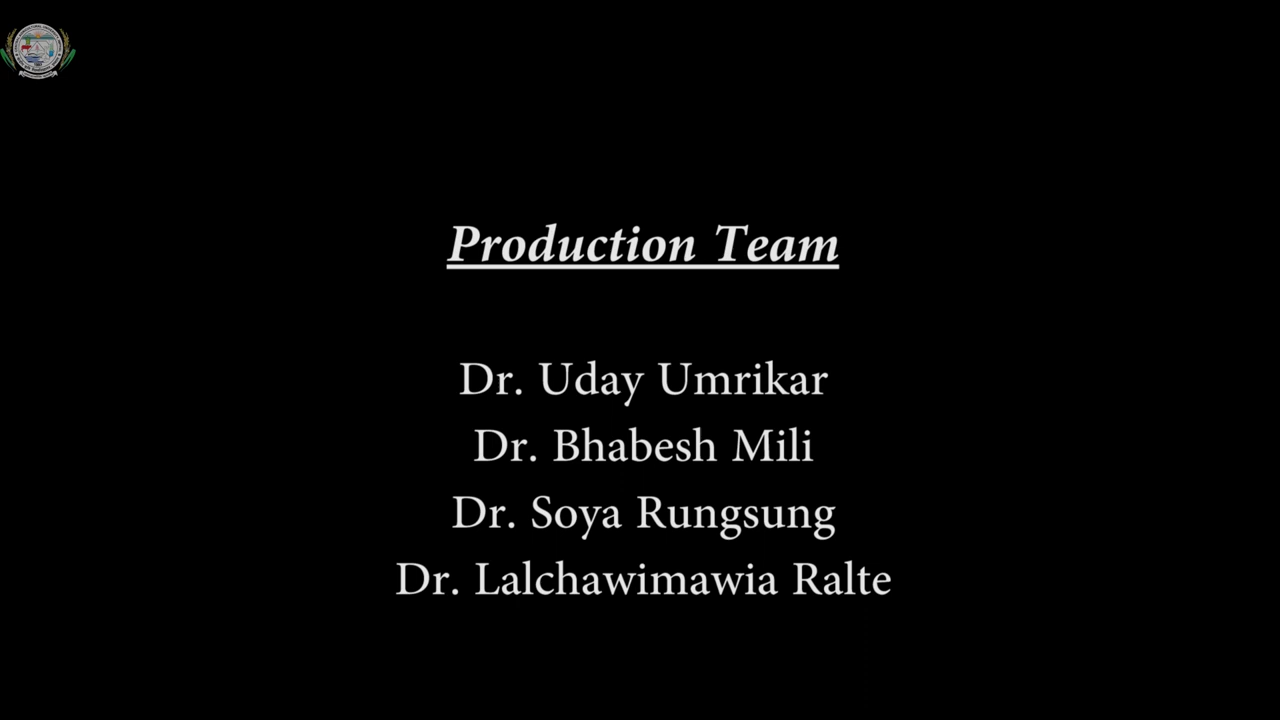 Production Team
Dr. Uday Umrikar
Dr. Bhabesh Mili
Dr. Soya Rungsung
Dr. Lalchawimawia Ralte